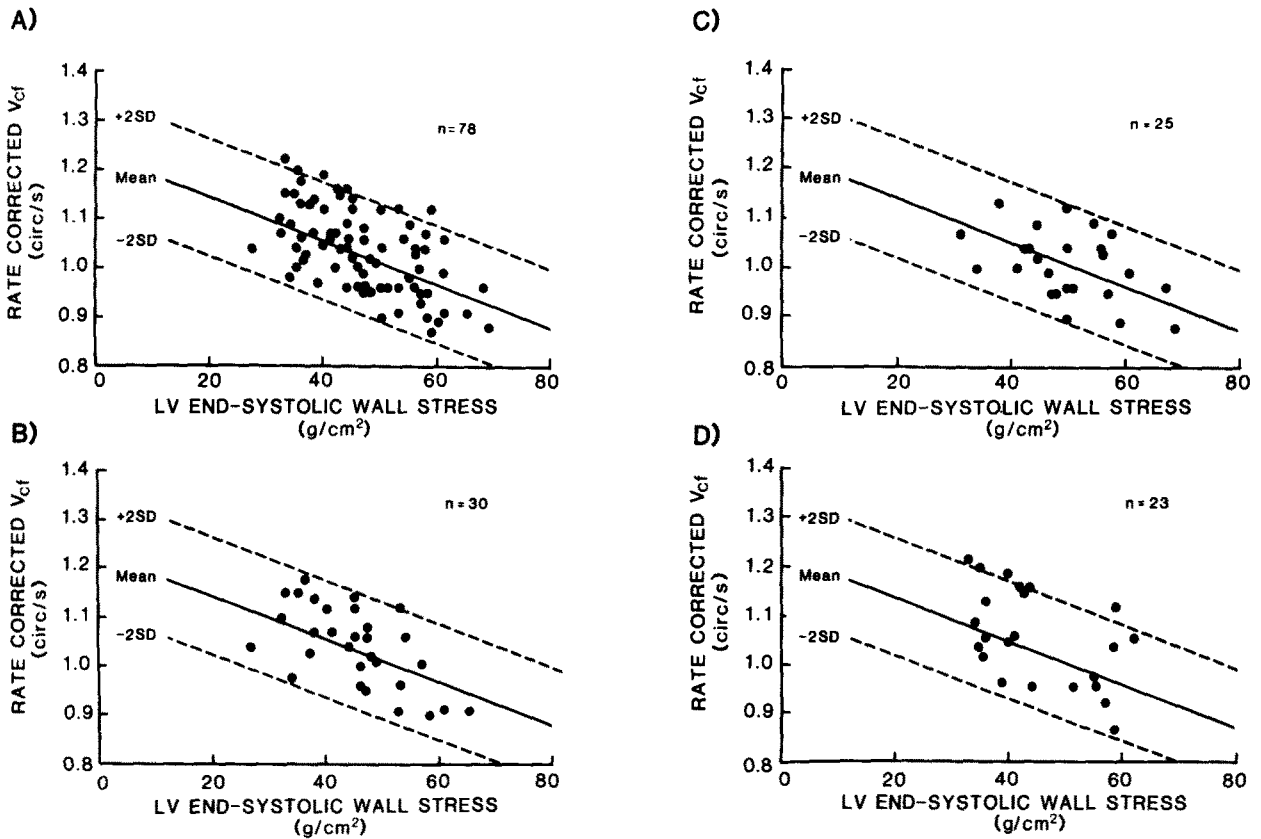 A)
RATE CORRECTED Vcf
(circ/s)
1.4
1.3
1.2
1.1
1.0
0.9
0.8
+2SD
Mean
-2SD
n=78
0 20 40 60 80
LV END-SYSTOLIC WALL STRESS
(g/cm²)
C)
RATE CORRECTED Vcf
(circ/s)
1.4
1.3
1.2
1.1
1.0
0.9
0.8
+2SD
Mean
-2SD
n=25
0 20 40 60 80
LV END-SYSTOLIC WALL STRESS
(g/cm²)
B)
RATE CORRECTED Vcf
(circ/s)
1.4
1.3
1.2
1.1
1.0
0.9
0.8
+2SD
Mean
-2SD
n=30
0 20 40 60 80
LV END-SYSTOLIC WALL STRESS
(g/cm²)
D)
RATE CORRECTED Vcf
(circ/s)
1.4
1.3
1.2
1.1
1.0
0.9
0.8
+2SD
Mean
-2SD
n=23
0 20 40 60 80
LV END-SYSTOLIC WALL STRESS
(g/cm²)